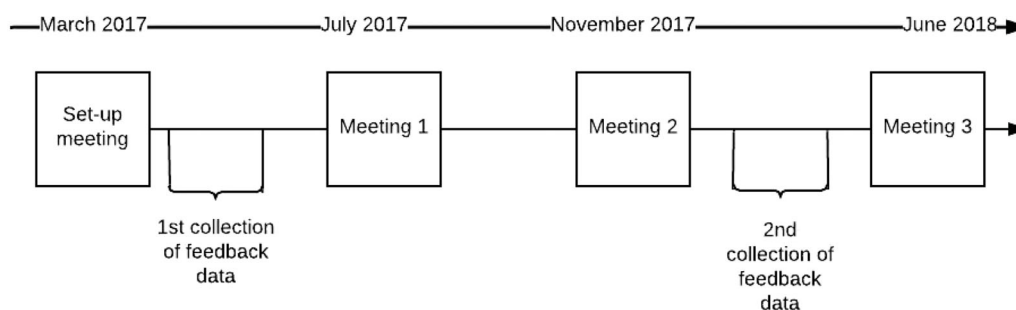 March 2017
July 2017
November 2017
June 2018
Set-up
meeting
Meeting 1
Meeting 2
Meeting 3
1st collection
of feedback
data
2nd
collection of
feedback
data